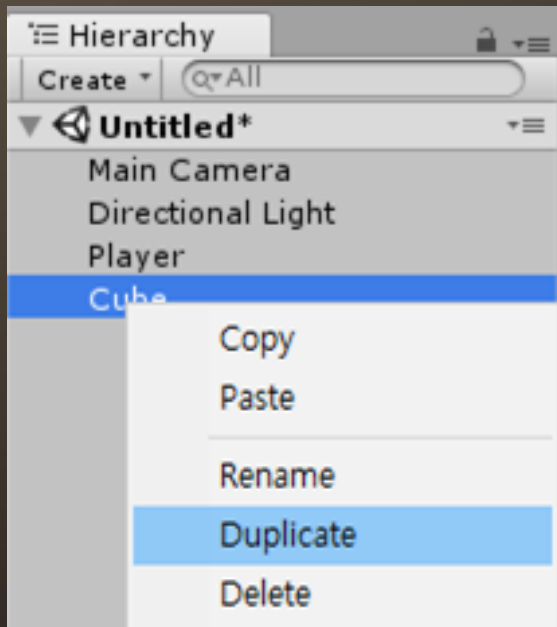 Hierarchy
Create All
Untitled*
Main Camera
Directional Light
Player
Cube
Copy
Paste
Rename
Duplicate
Delete